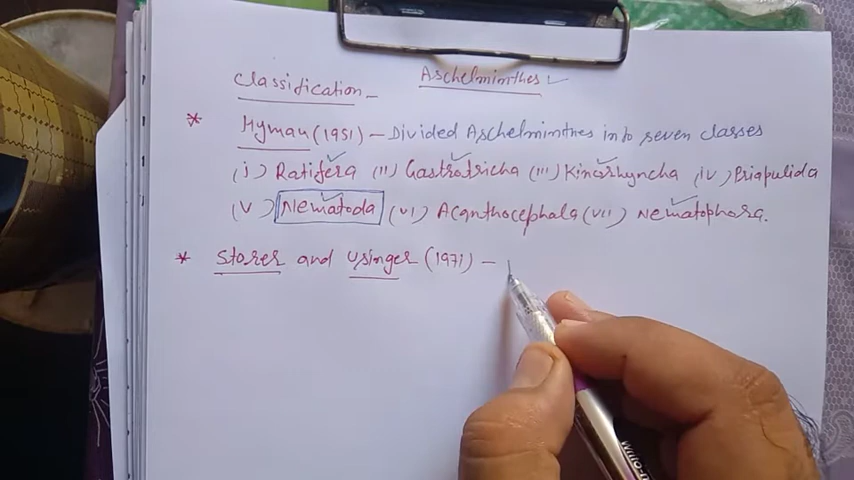 Classification Aschelminthes
* Hyman (1951) - Divided Aschelminthes into seven classes
(i) Ratifera (ii) Gastrotricha (iii) Kinorhyncha (iv) Priapulida
(v) Nematoda (vi) Acanthocephala (vii) Nematophora.
* Storer and Usinger (1971) -